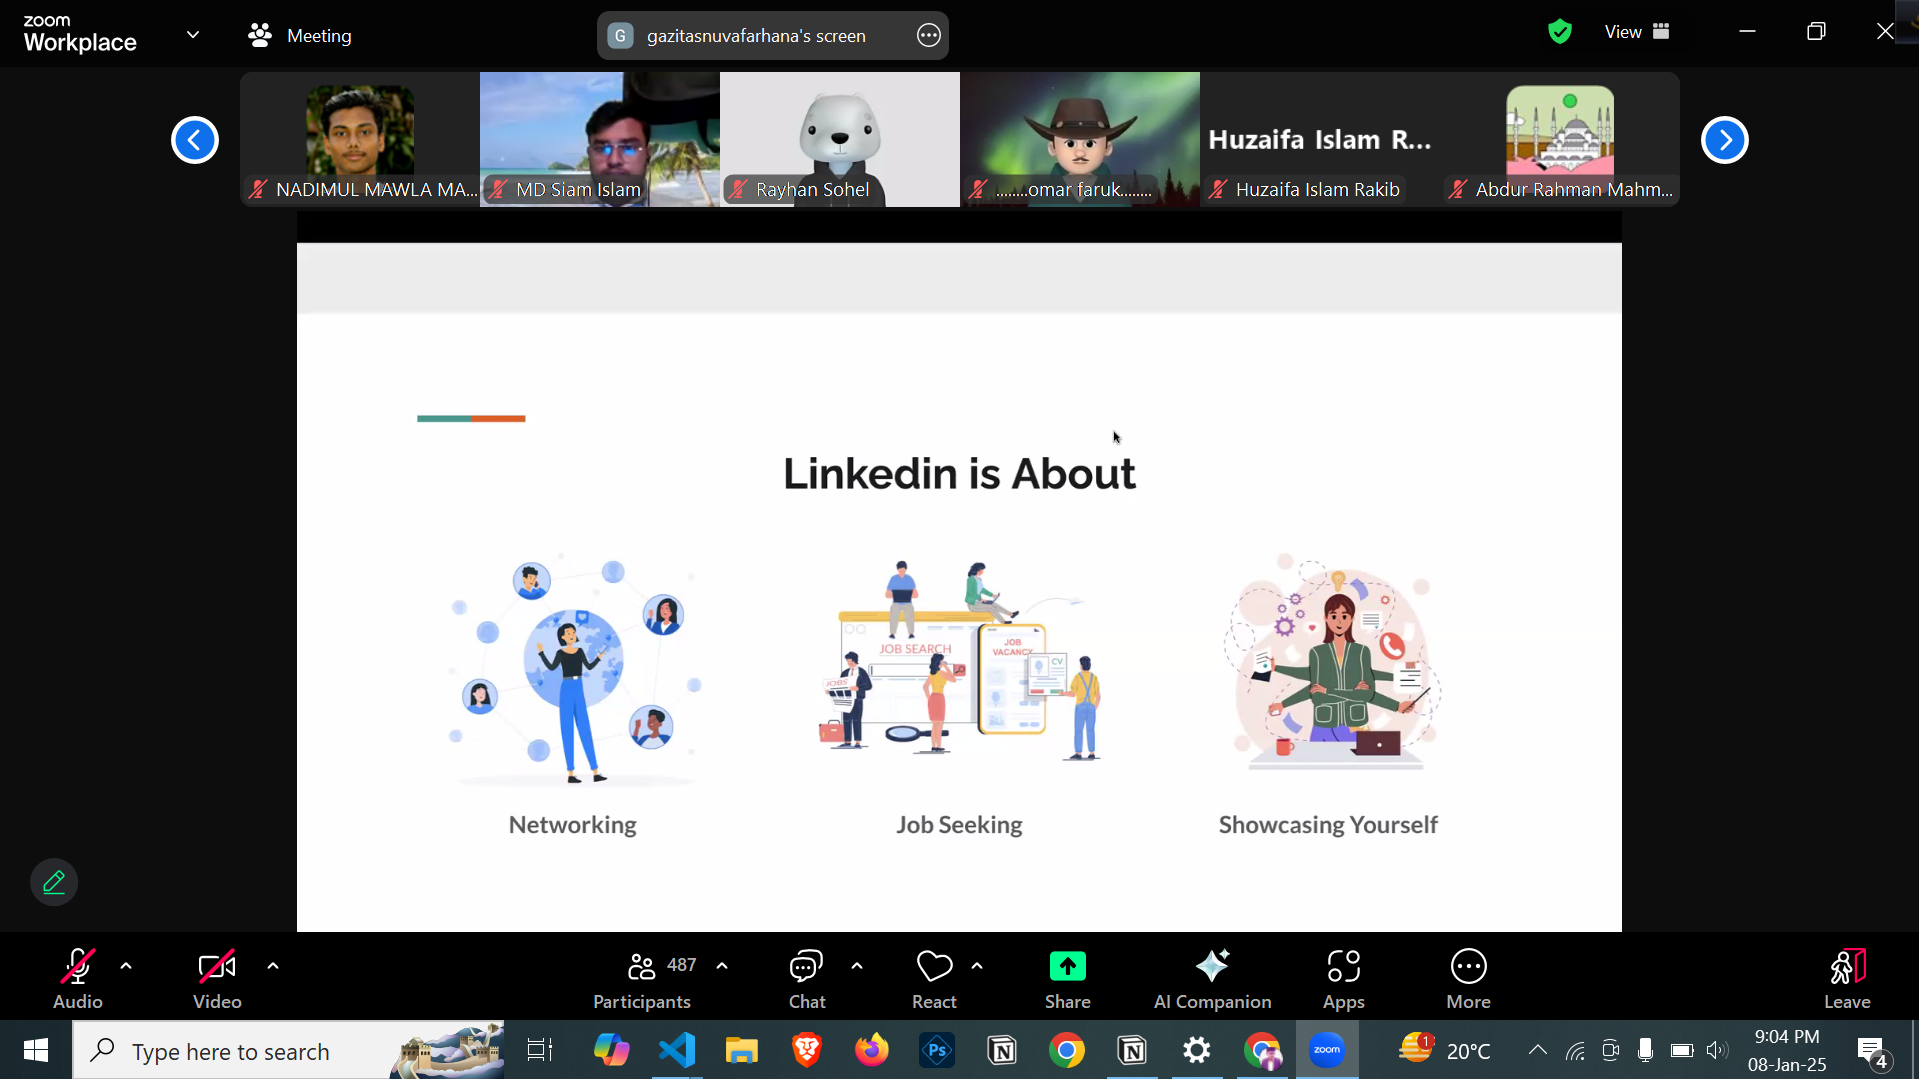 zoom
Workplace
Meeting
G gazitasnuvafarhana's screen
View
Huzaifa Islam R...
NADIMUL MAWLA MA...
MD Siam Islam
Rayhan Sohel
........omar faruk........
Huzaifa Islam Rakib
Abdur Rahman Mahm...
Linkedin is About
JOB SEARCH
JOB
VACANCY
CV
JOBS
Networking
Job Seeking
Showcasing Yourself
487
Audio
Video
Participants
Chat
React
Share
AI Companion
Apps
More
Leave
Type here to search
Ps
zoom
1
20°C
9:04 PM
08-Jan-25
4